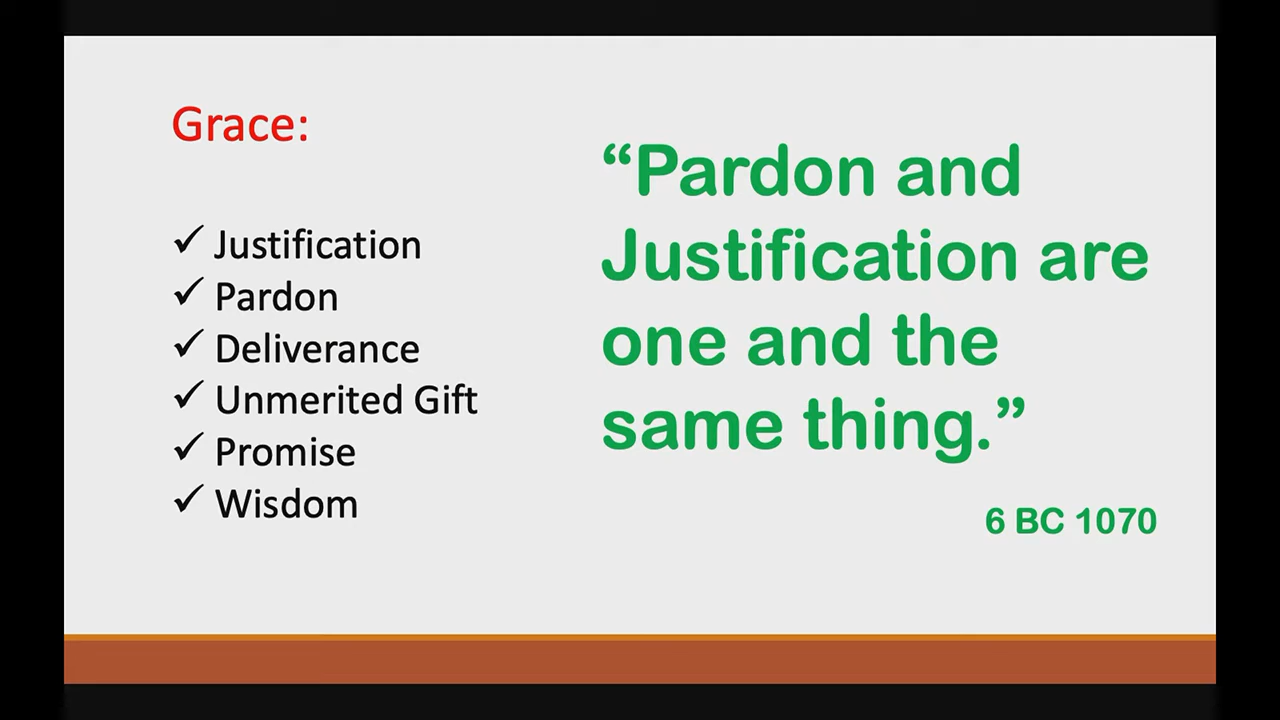 Grace:
✓ Justification
✓ Pardon
✓ Deliverance
✓ Unmerited Gift
✓ Promise
✓ Wisdom
“Pardon and
Justification are
one and the
same thing.”
6 BC 1070